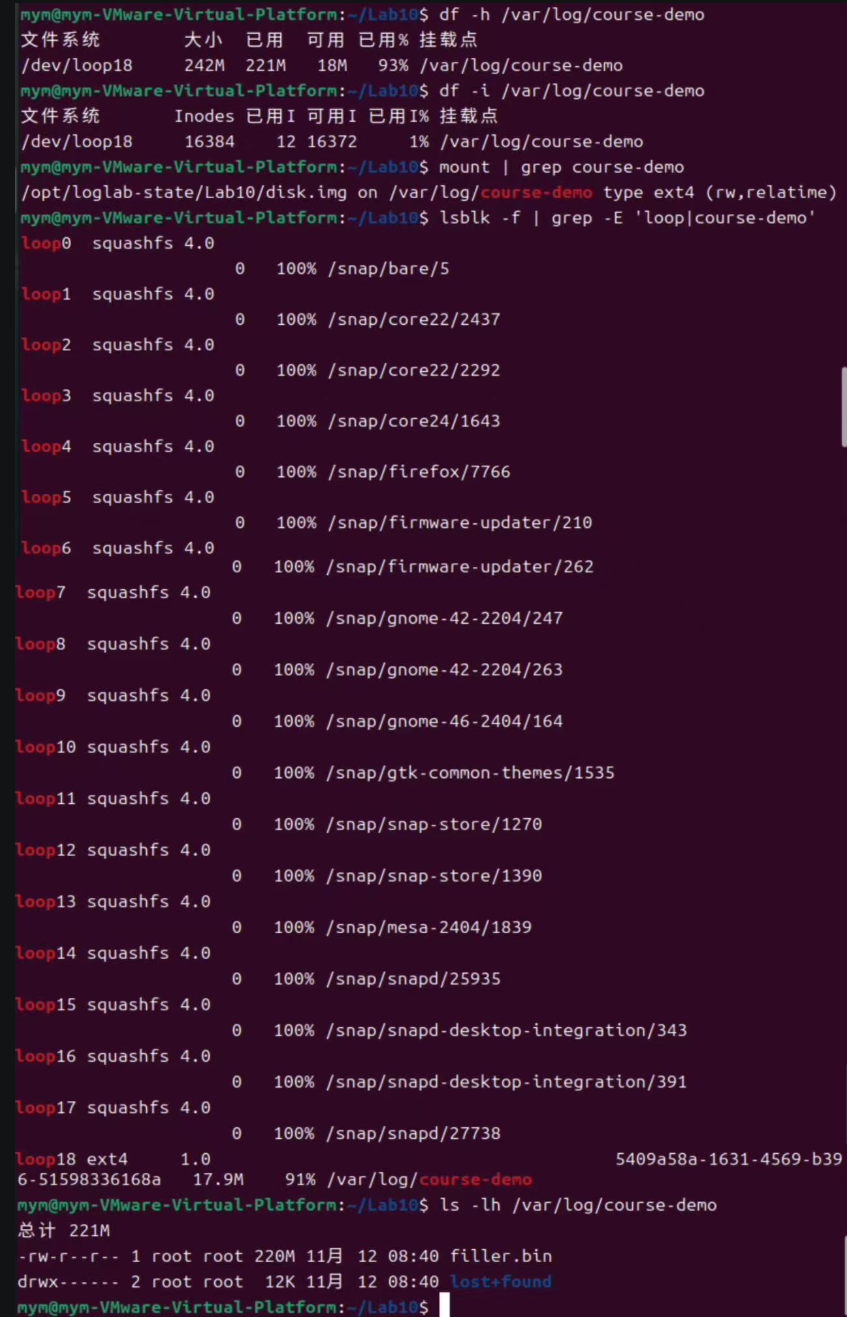 mym@mym-VMware-Virtual-Platform:~/Lab10$ df -h /var/log/course-demo
文件系统        大小  已用  可用 已用% 挂载点
/dev/loop18     242M  221M   18M   93% /var/log/course-demo
mym@mym-VMware-Virtual-Platform:~/Lab10$ df -i /var/log/course-demo
文件系统       Inodes 已用I 可用I 已用I% 挂载点
/dev/loop18     16384    12 16372     1% /var/log/course-demo
mym@mym-VMware-Virtual-Platform:~/Lab10$ mount | grep course-demo
/opt/loglab-state/Lab10/disk.img on /var/log/course-demo type ext4 (rw,relatime)
mym@mym-VMware-Virtual-Platform:~/Lab10$ lsblk -f | grep -E 'loop|course-demo'
loop0  squashfs 4.0
0   100% /snap/bare/5
loop1  squashfs 4.0
0   100% /snap/core22/2437
loop2  squashfs 4.0
0   100% /snap/core22/2292
loop3  squashfs 4.0
0   100% /snap/core24/1643
loop4  squashfs 4.0
0   100% /snap/firefox/7766
loop5  squashfs 4.0
0   100% /snap/firmware-updater/210
loop6  squashfs 4.0
0   100% /snap/firmware-updater/262
loop7  squashfs 4.0
0   100% /snap/gnome-42-2204/247
loop8  squashfs 4.0
0   100% /snap/gnome-42-2204/263
loop9  squashfs 4.0
0   100% /snap/gnome-46-2404/164
loop10 squashfs 4.0
0   100% /snap/gtk-common-themes/1535
loop11 squashfs 4.0
0   100% /snap/snap-store/1270
loop12 squashfs 4.0
0   100% /snap/snap-store/1390
loop13 squashfs 4.0
0   100% /snap/mesa-2404/1839
loop14 squashfs 4.0
0   100% /snap/snapd/25935
loop15 squashfs 4.0
0   100% /snap/snapd-desktop-integration/343
loop16 squashfs 4.0
0   100% /snap/snapd-desktop-integration/391
loop17 squashfs 4.0
0   100% /snap/snapd/27738
loop18 ext4     1.0                                        5409a58a-1631-4569-b39
6-51598336168a   17.9M    91% /var/log/course-demo
mym@mym-VMware-Virtual-Platform:~/Lab10$ ls -lh /var/log/course-demo
总计 221M
-rw-r--r-- 1 root root 220M 11月 12 08:40 filler.bin
drwx------ 2 root root  12K 11月 12 08:40 lost+found
mym@mym-VMware-Virtual-Platform:~/Lab10$